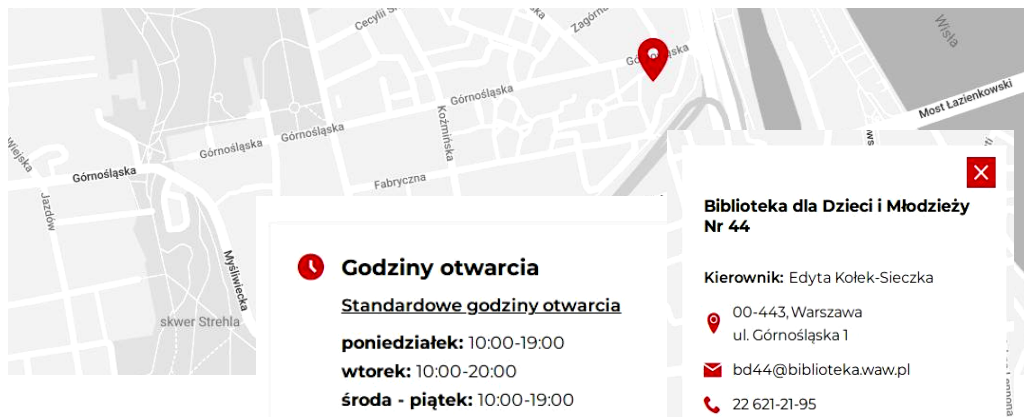 Cecylii
Zagórna
Wisła
Górnośląska
Most Łazienkowski
Górnośląska
Koźmińska
Górnośląska
Górnośląska
Wiejska
Górnośląska
Fabryczna
Jazdów
Myśliwiecka
skwer Strehla
Godziny otwarcia
Standardowe godziny otwarcia
poniedziałek: 10:00-19:00
wtorek: 10:00-20:00
środa - piątek: 10:00-19:00
Biblioteka dla Dzieci i Młodzieży
Nr 44
Kierownik: Edyta Kołek-Sieczka
00-443, Warszawa
ul. Górnośląska 1
bd44@biblioteka.waw.pl
22 621-21-95